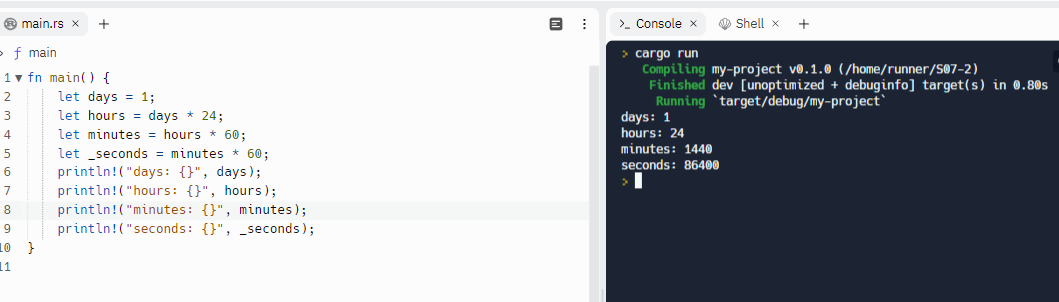 main.rs × +
main
1 fn main() {
2 let days = 1;
3 let hours = days * 24;
4 let minutes = hours * 60;
5 let _seconds = minutes * 60;
6 println!("days: {}", days);
7 println!("hours: {}", hours);
8 println!("minutes: {}", minutes);
9 println!("seconds: {}", _seconds);
10 }
11
>_ Console × Shell × +
> cargo run
Compiling my-project v0.1.0 (/home/runner/S07-2)
Finished dev [unoptimized + debuginfo] target(s) in 0.80s
Running `target/debug/my-project`
days: 1
hours: 24
minutes: 1440
seconds: 86400
>